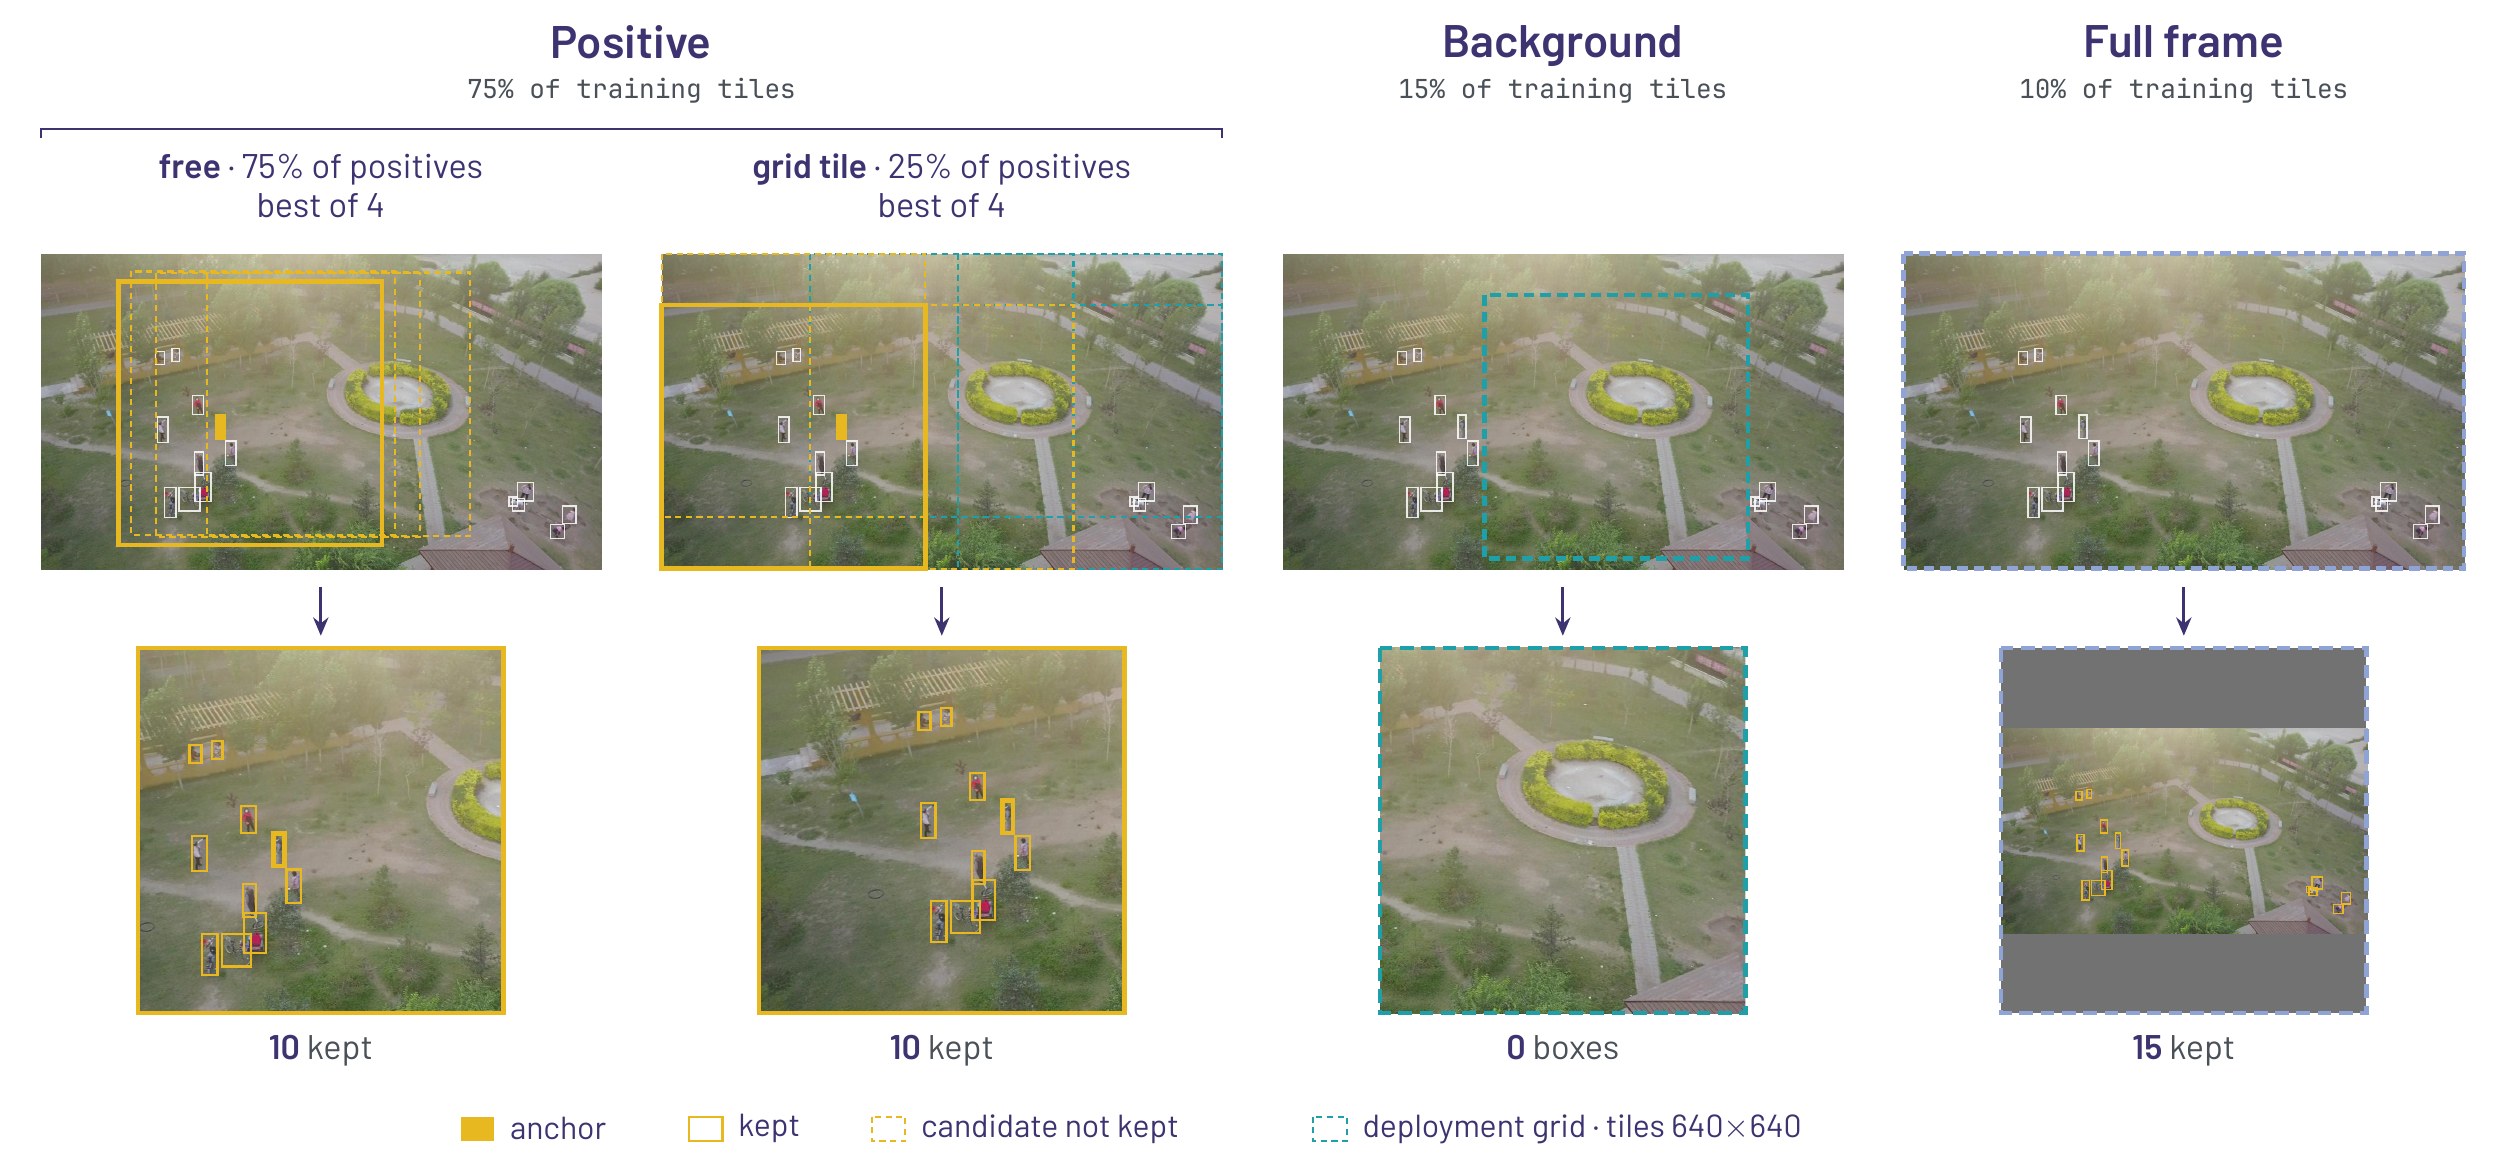 Positive
75% of training tiles
free · 75% of positives
best of 4
grid tile · 25% of positives
best of 4
Background
15% of training tiles
Full frame
10% of training tiles
10 kept
10 kept
0 boxes
15 kept
anchor
kept
candidate not kept
deployment grid · tiles 640×640